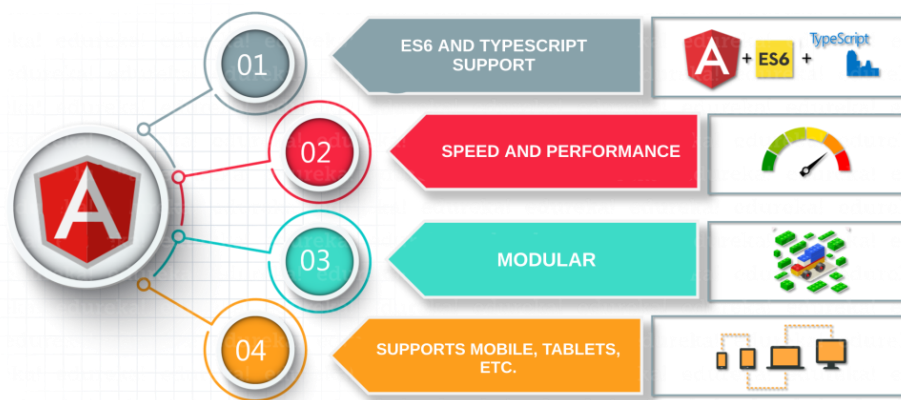 01
ES6 AND TYPESCRIPT
SUPPORT
A + ES6 + TypeScript
02
SPEED AND PERFORMANCE
A
03
MODULAR
04
SUPPORTS MOBILE, TABLETS,
ETC.